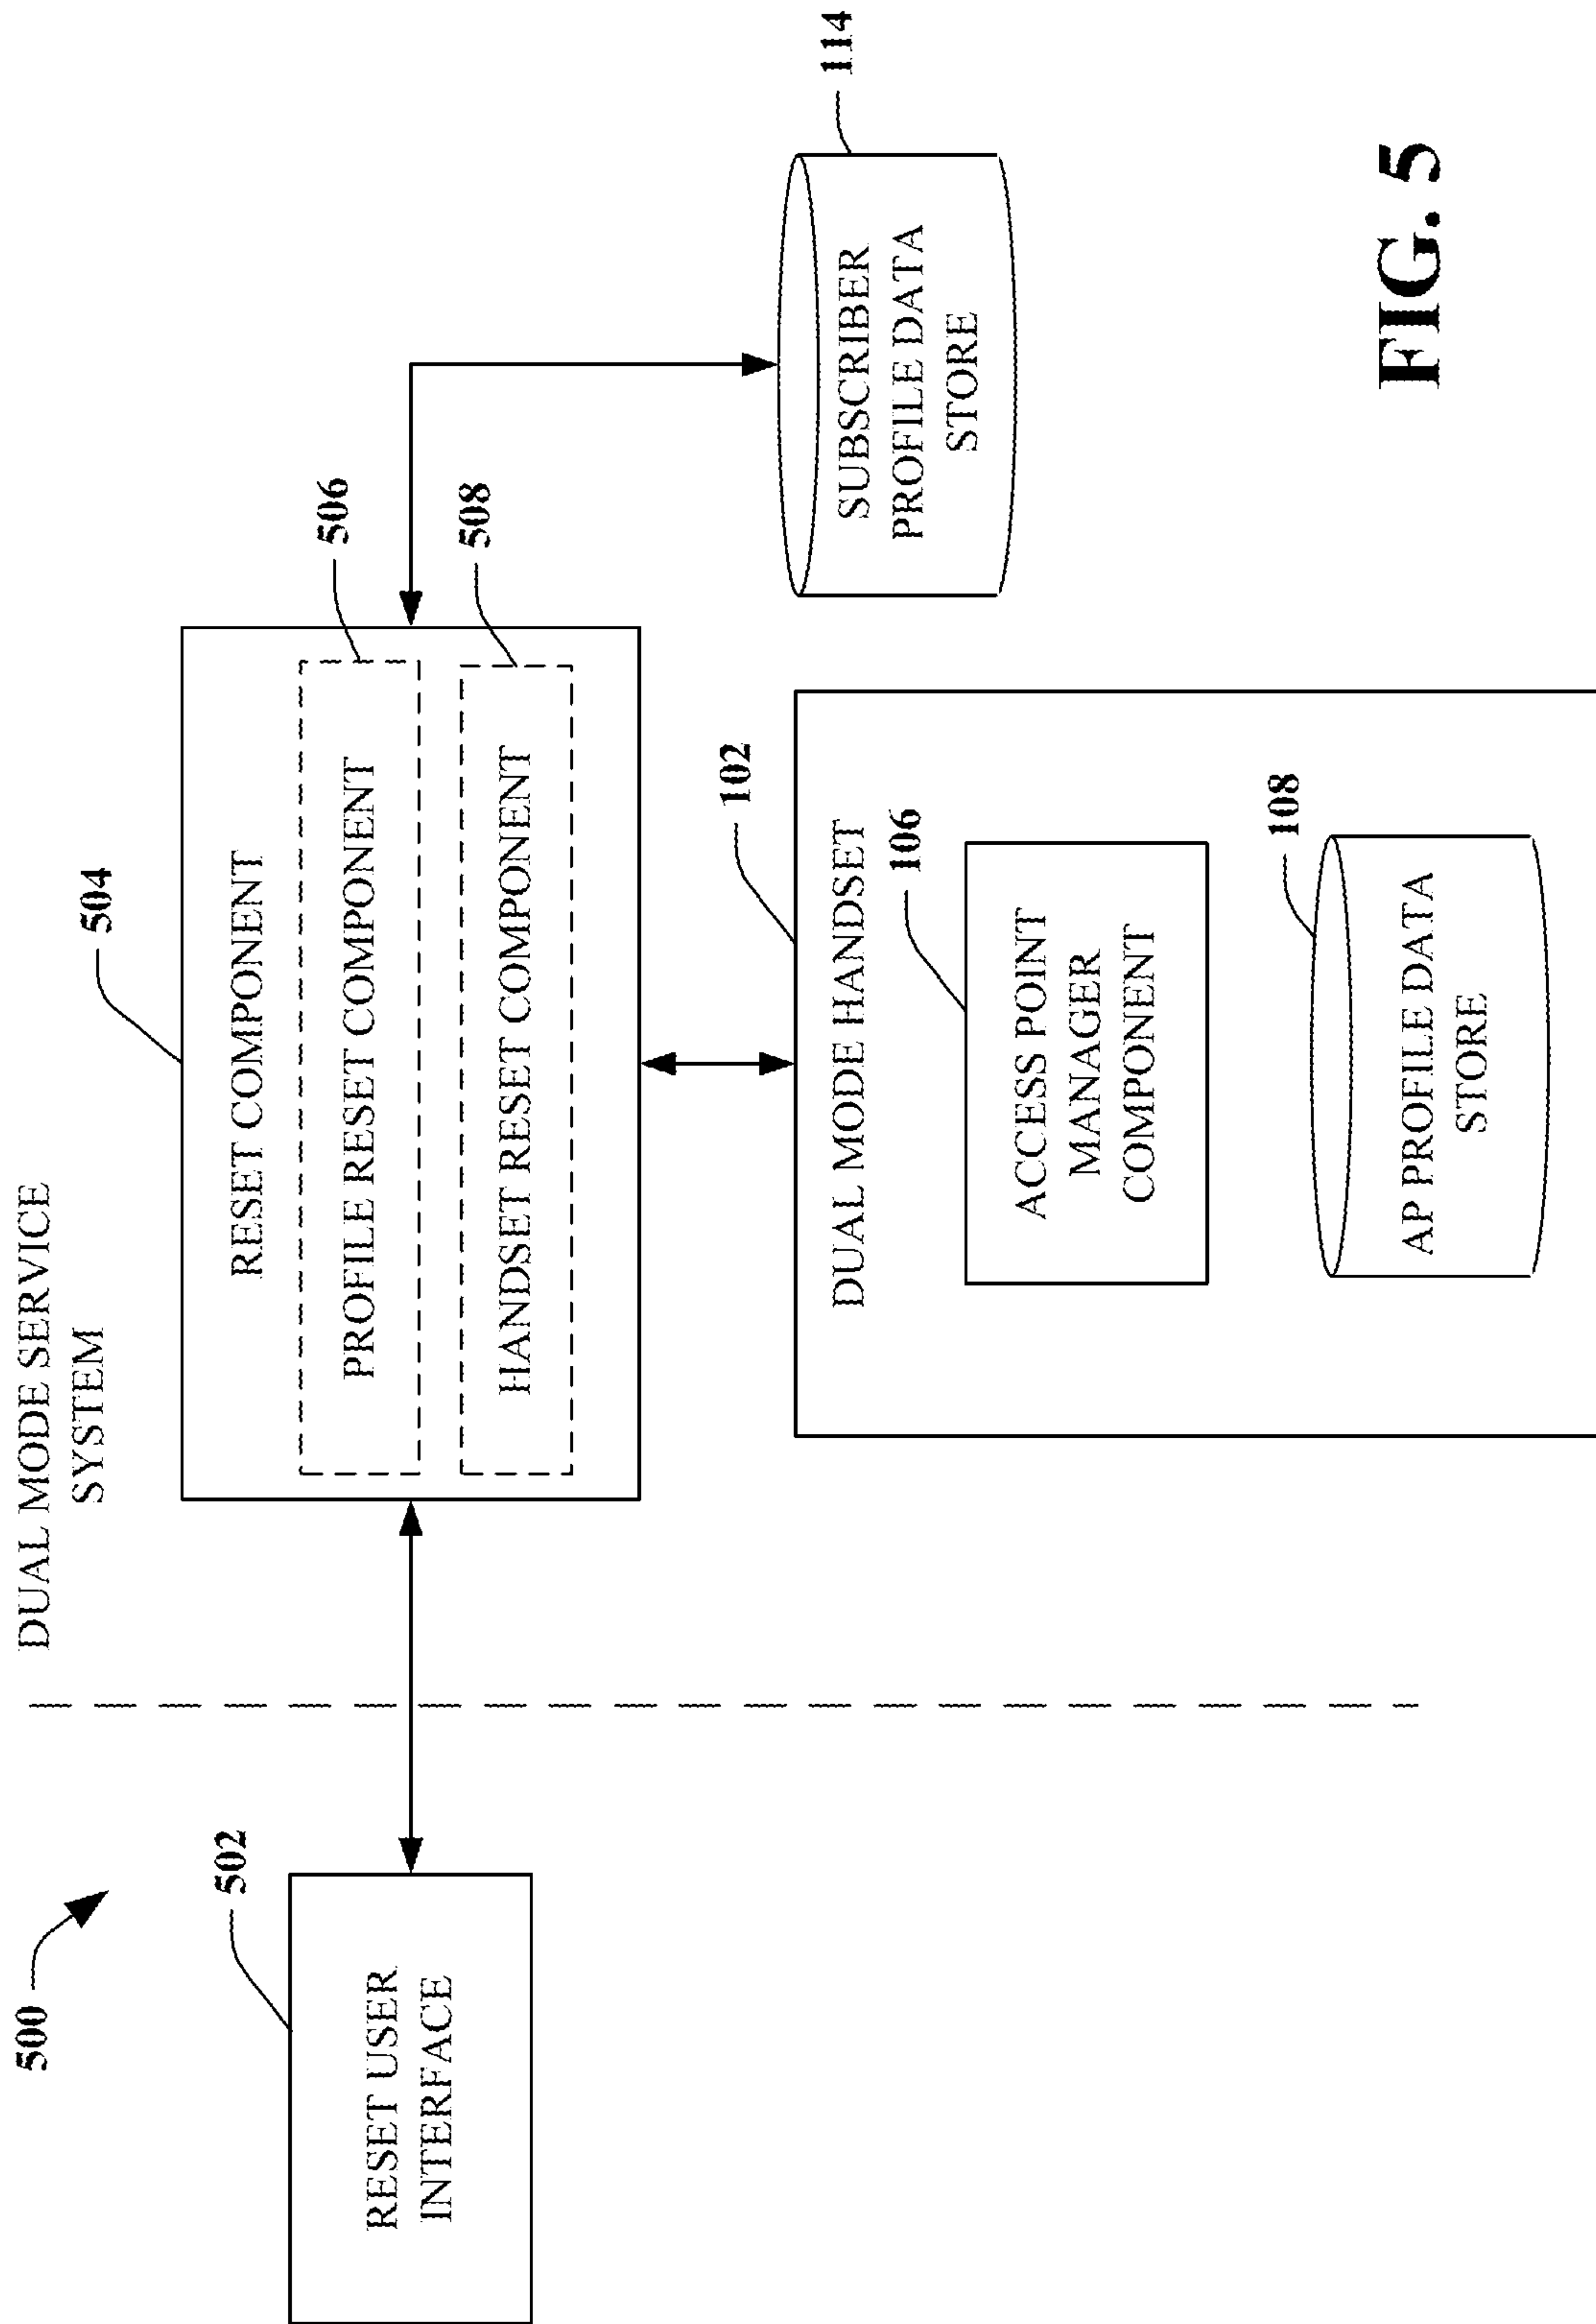 500
DUAL MODE SERVICE
SYSTEM
502
RESET USER
INTERFACE
504
RESET COMPONENT
506
PROFILE RESET COMPONENT
508
HANDSET RESET COMPONENT
102
DUAL MODE HANDSET
106
ACCESS POINT
MANAGER
COMPONENT
108
AP PROFILE DATA
STORE
114
SUBSCRIBER
PROFILE DATA
STORE
FIG. 5